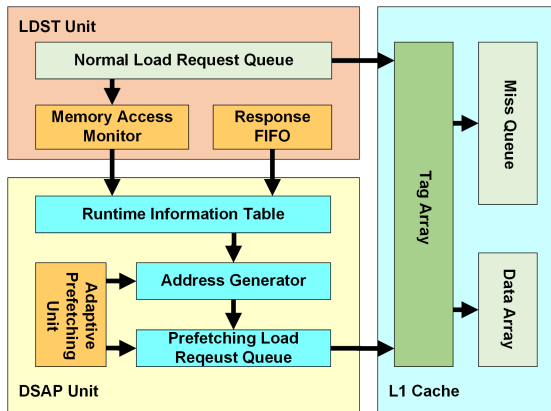 LDST Unit
Normal Load Request Queue
Memory Access
Monitor
Response
FIFO
Runtime Information Table
Adaptive
Prefetching
Unit
Address Generator
Prefetching Load
Reqeust Queue
DSAP Unit
Tag Array
Miss Queue
Data Array
L1 Cache